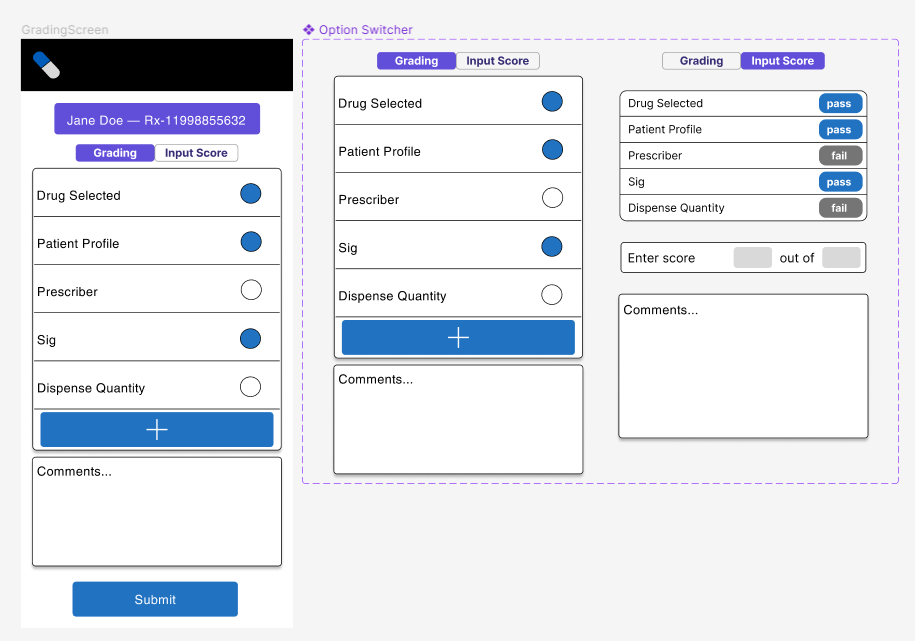 GradingScreen
Jane Doe — Rx-11998855632
Grading Input Score
Drug Selected
Patient Profile
Prescriber
Sig
Dispense Quantity
Comments...
Submit
Option Switcher
Grading Input Score
Drug Selected
Patient Profile
Prescriber
Sig
Dispense Quantity
Comments...
Grading Input Score
Drug Selected pass
Patient Profile pass
Prescriber fail
Sig pass
Dispense Quantity fail
Enter score out of
Comments...